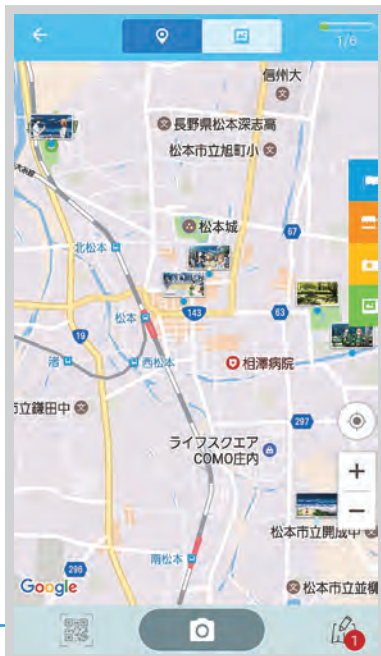 1/6
信州大
長野県松本深志高
松本市立旭町小
松本城
67
北松本
松本
143
63
19
渚
西松本
相澤病院
市立鎌田中
297
ライフスクエア
COMO庄内
松本市立開成中
南松本
296
Google
松本市立並柳
1